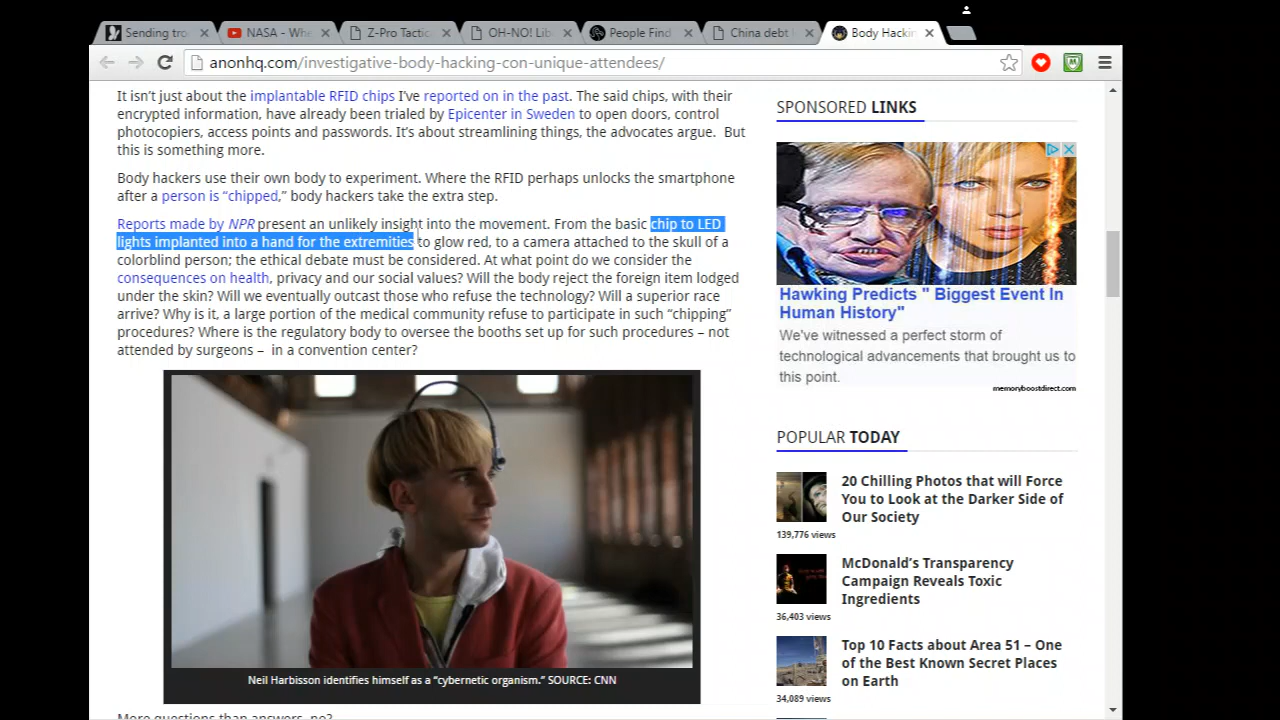 Sending tro
NASA - Whe
Z-Pro Tactic
OH-NO! Lib
People Find
China debt
Body Hackin
anonhq.com/investigative-body-hacking-con-unique-attendees/
It isn't just about the implantable RFID chips I've reported on in the past. The said chips, with their
encrypted information, have already been trialed by Epicenter in Sweden to open doors, control
photocopiers, access points and passwords. It's about streamlining things, the advocates argue. But
this is something more.
Body hackers use their own body to experiment. Where the RFID perhaps unlocks the smartphone
after a person is “chipped,” body hackers take the extra step.
Reports made by NPR present an unlikely insight into the movement. From the basic chip to LED
lights implanted into a hand for the extremities to glow red, to a camera attached to the skull of a
colorblind person; the ethical debate must be considered. At what point do we consider the
consequences on health, privacy and our social values? Will the body reject the foreign item lodged
under the skin? Will we eventually outcast those who refuse the technology? Will a superior race
arrive? Why is it, a large portion of the medical community refuse to participate in such “chipping”
procedures? Where is the regulatory body to oversee the booths set up for such procedures – not
attended by surgeons – in a convention center?
Neil Harbisson identifies himself as a “cybernetic organism.” SOURCE: CNN
More questions than answers, no?
SPONSORED LINKS
Hawking Predicts " Biggest Event In
Human History"
We've witnessed a perfect storm of
technological advancements that brought us to
this point.
memoryboostdirect.com
POPULAR TODAY
20 Chilling Photos that will Force
You to Look at the Darker Side of
Our Society
139,776 views
McDonald's Transparency
Campaign Reveals Toxic
Ingredients
36,403 views
Top 10 Facts about Area 51 – One
of the Best Known Secret Places
on Earth
34,089 views